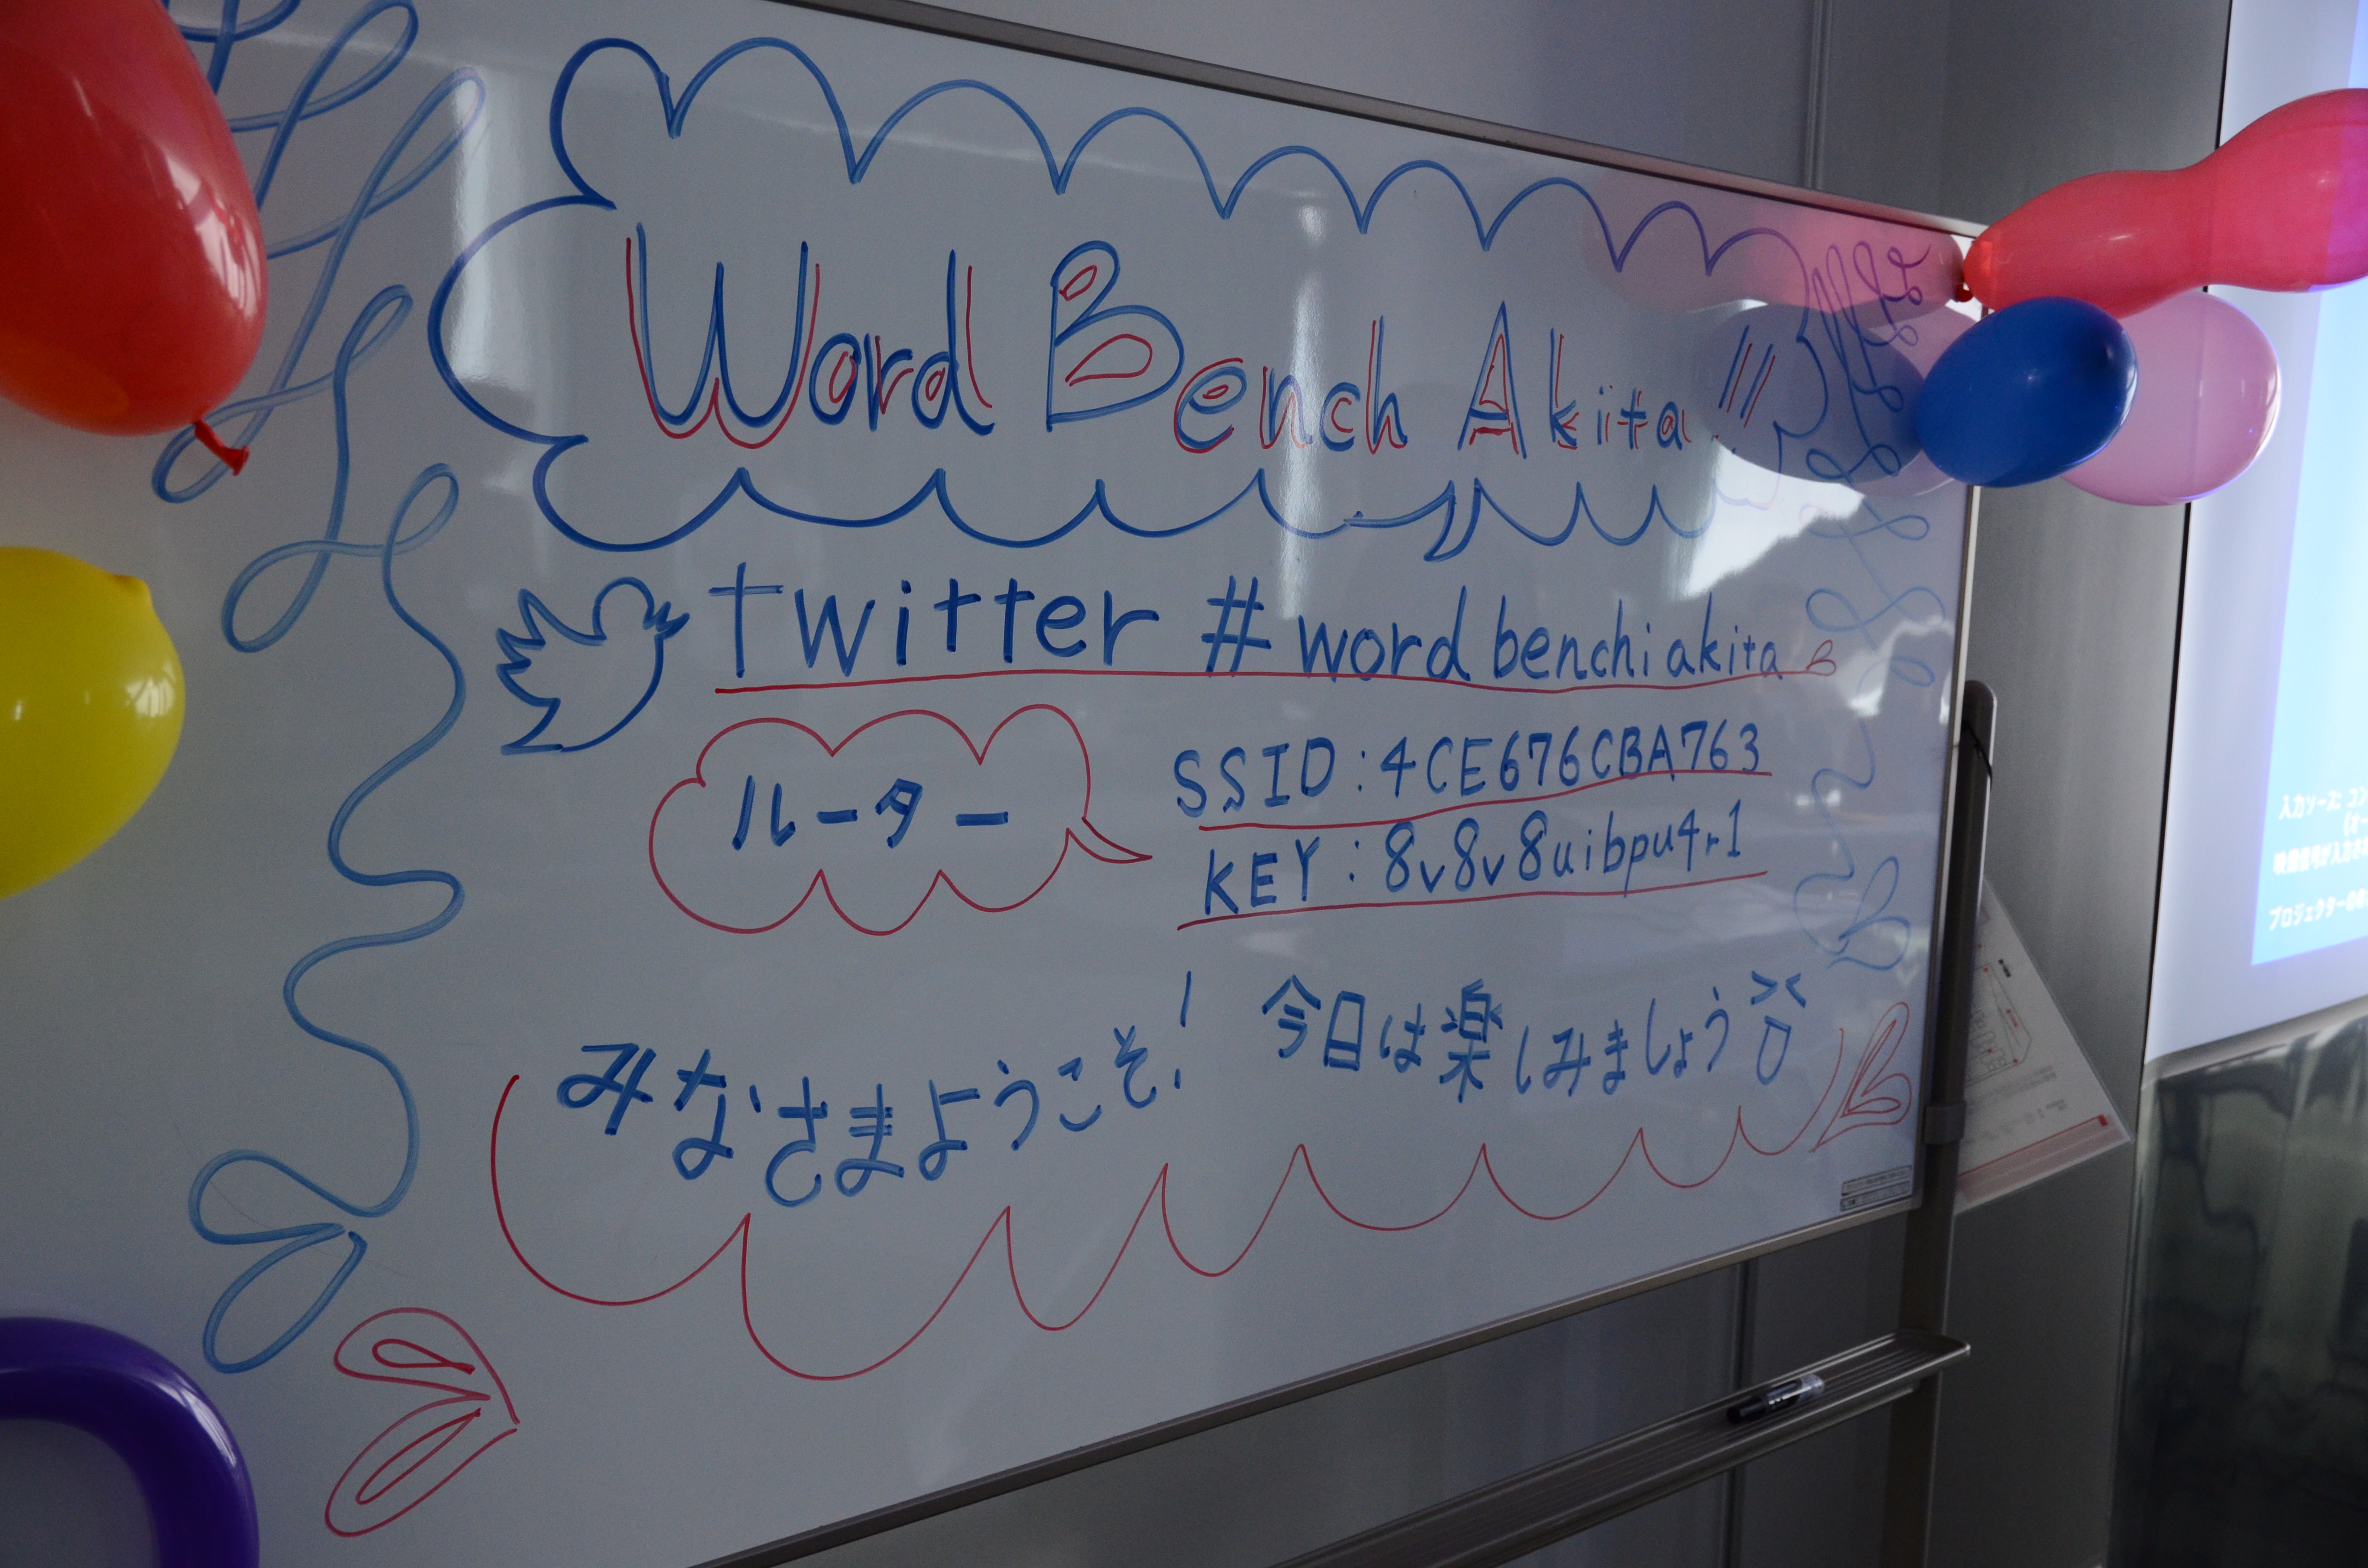 Word Bench Akita !!!
twitter #wordbenchiakita
ルーター
SSID:4CE676CBA763
KEY:8v8v8uibpu4r1
みなさまようこそ! 今日は楽しみましょう
入力ソース: コン
(オー
映像信号が入力され
プロジェクターの